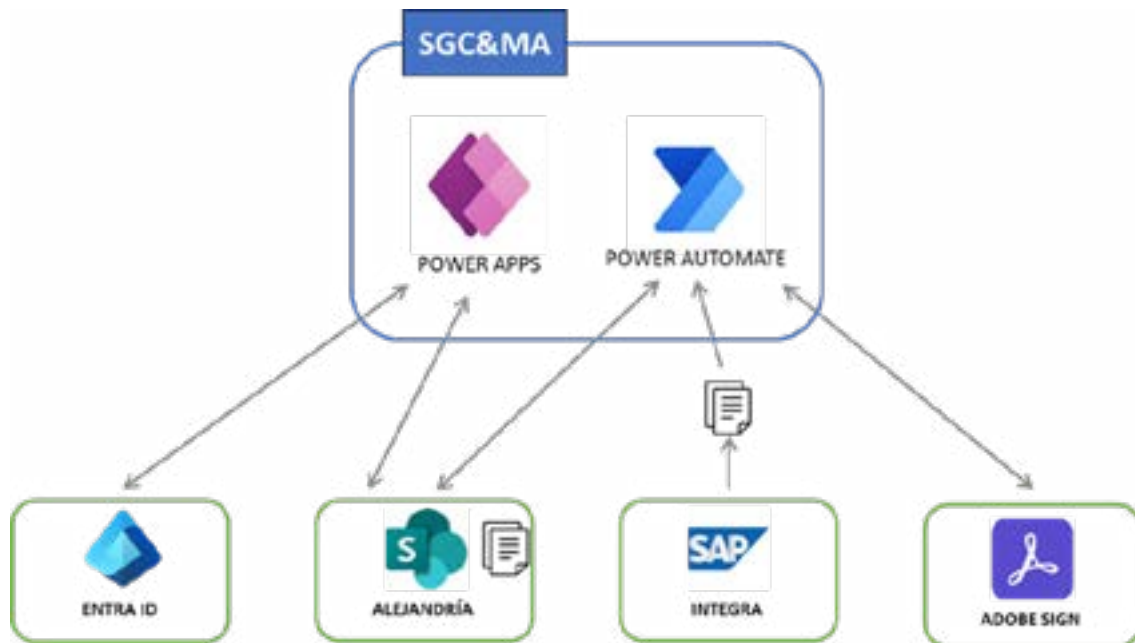 SGC&MA
POWER APPS
POWER AUTOMATE
S
SAP
ENTRA ID
ALEJANDRÍA
INTEGRA
ADOBE SIGN